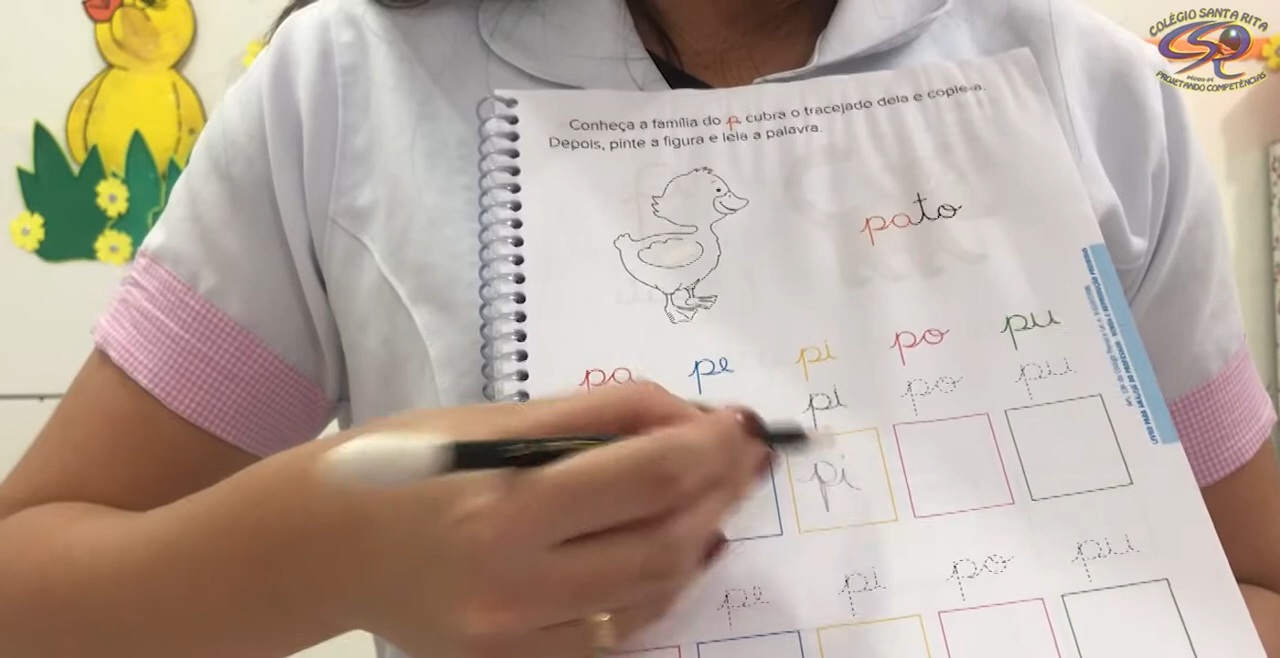 COLÉGIO SANTA RITA
PROJETANDO COMPETÊNCIAS
Conheça a família do p, cubra o tracejado dela e copie-a.
Depois, pinte a figura e leia a palavra.
pato
pa pe pi po pu
pi po pu
pi
pe pi po pu